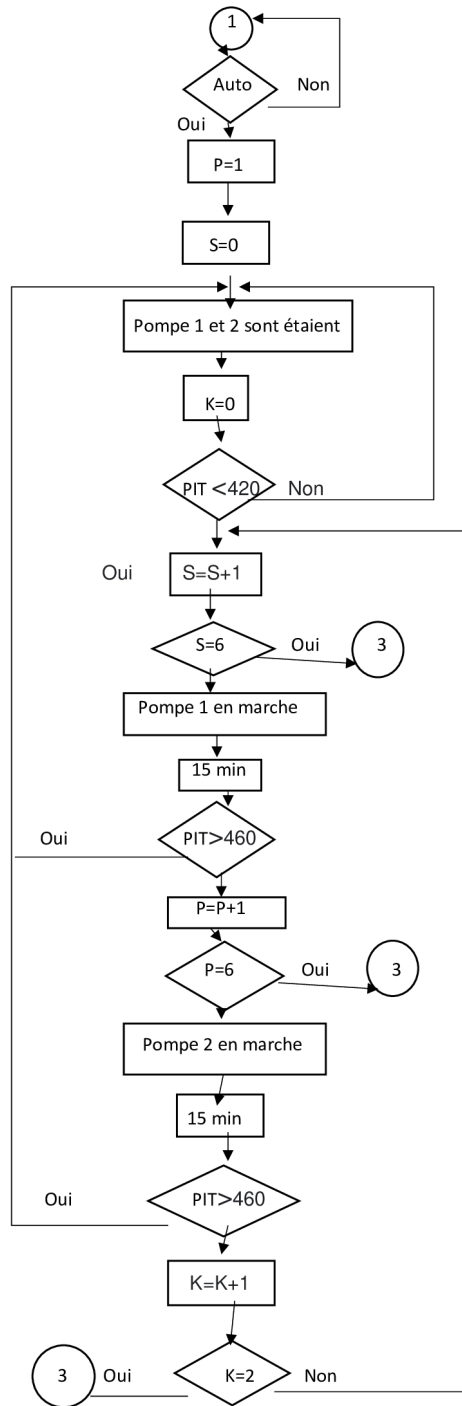 1
Auto Non
Oui
P=1
S=0
Pompe 1 et 2 sont étaient
K=0
PIT <420 Non
Oui S=S+1
S=6 Oui 3
Pompe 1 en marche
15 min
Oui PIT>460
P=P+1
P=6 Oui 3
Pompe 2 en marche
15 min
Oui PIT>460
K=K+1
3 Oui K=2 Non